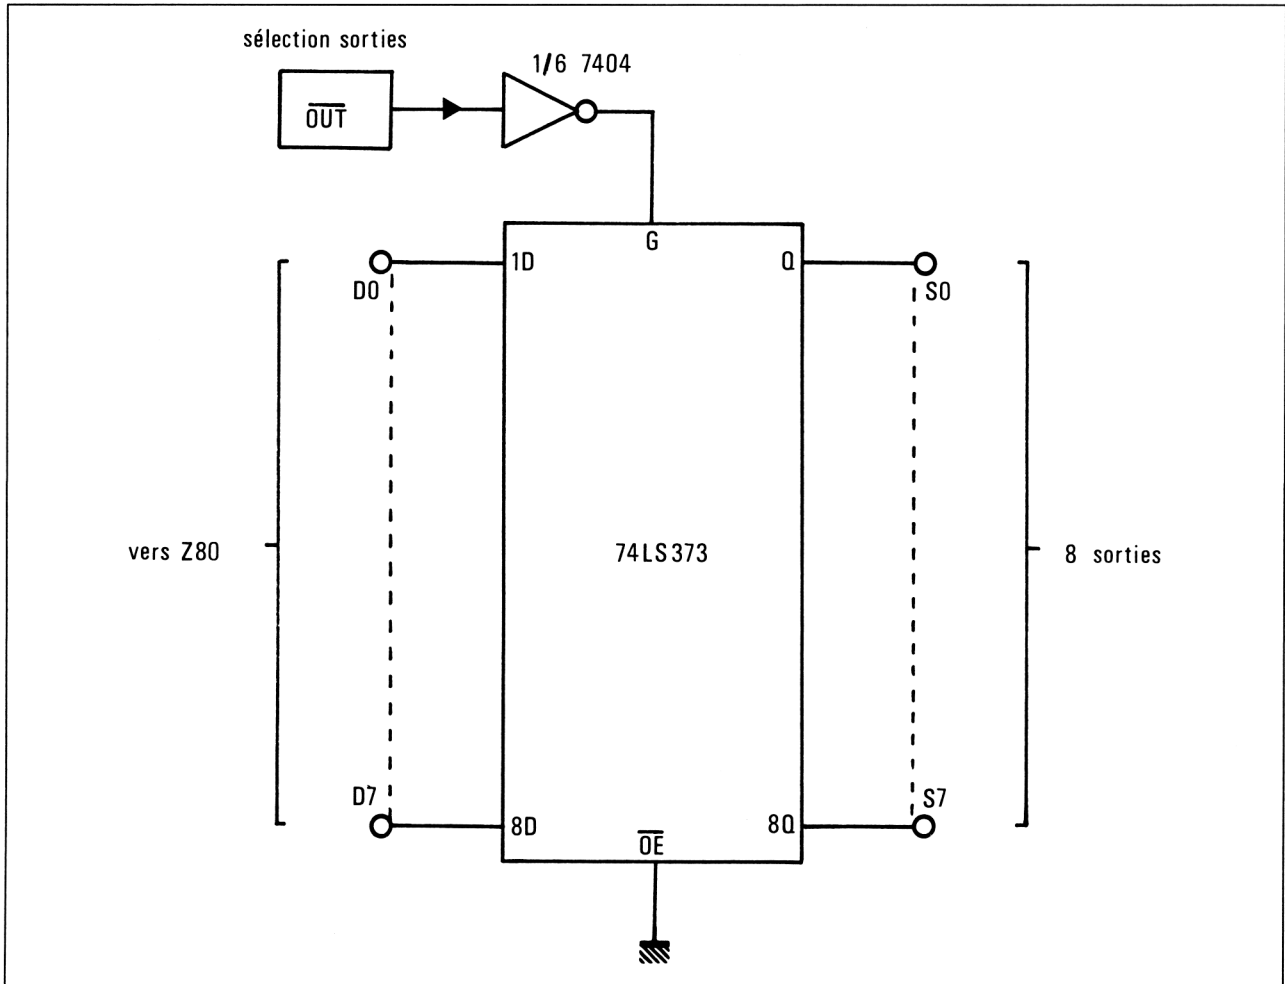 sélection sorties
1/6 7404
OUT
G
1D
Q
D0
S0
vers Z80
74LS373
8 sorties
D7
S7
8D
8Q
OE